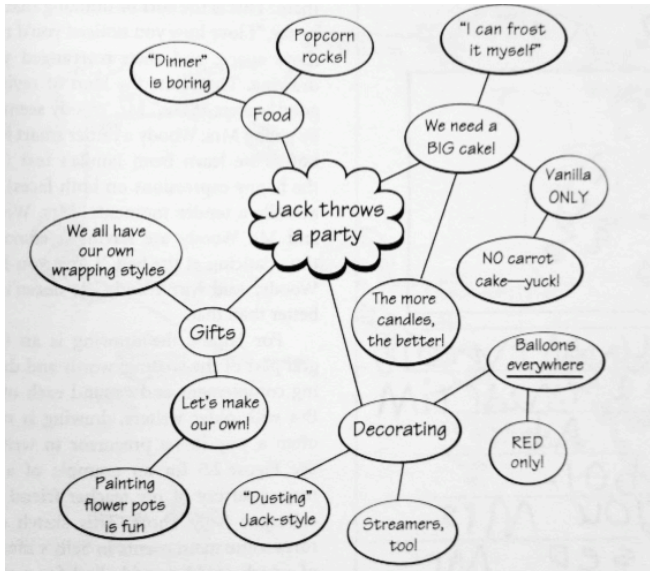 Popcorn
rocks!
"Dinner"
is boring
Food
"I can frost
it myself"
We need a
BIG cake!
Vanilla
ONLY
NO carrot
cake—yuck!
The more
candles,
the better!
Jack throws
a party
We all have
our own
wrapping styles
Gifts
Let's make
our own!
Painting
flower pots
is fun
Decorating
Balloons
everywhere
RED
only!
"Dusting"
Jack-style
Streamers,
too!